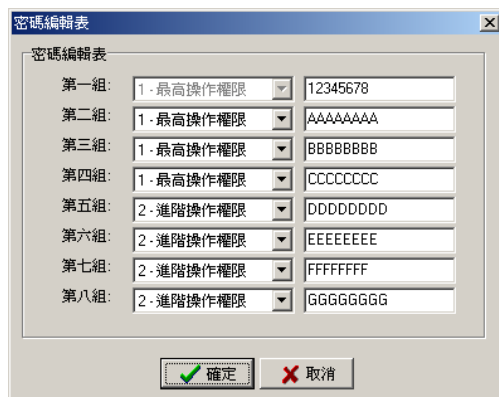 密碼編輯表
密碼編輯表
第一組: 1 - 最高操作權限 12345678
第二組: 1 - 最高操作權限 AAAAAAAA
第三組: 1 - 最高操作權限 BBBBBBBB
第四組: 1 - 最高操作權限 CCCCCCCC
第五組: 2 - 進階操作權限 DDDDDDDD
第六組: 2 - 進階操作權限 EEEEEEEE
第七組: 2 - 進階操作權限 FFFFFFFF
第八組: 2 - 進階操作權限 GGGGGGGG
確定 取消